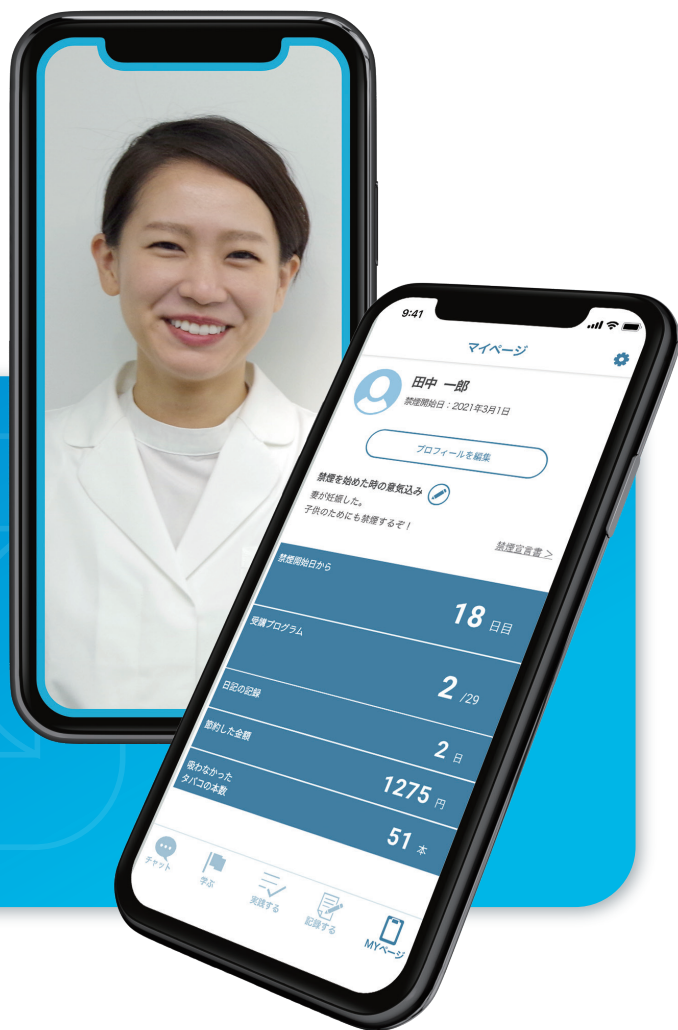 9:41
マイページ
田中 一郎
禁煙開始日：2021年3月1日
プロフィールを編集
禁煙を始めた時の意気込み
妻が妊娠した。
子供のためにも禁煙するぞ！
禁煙宣言書 >
禁煙開始日から
18 日目
受講プログラム
2 /29
日記の記録
2 日
節約した金額
1275 円
吸わなかった
タバコの本数
51 本
チャット
学ぶ
実践する
記録する
MYページ